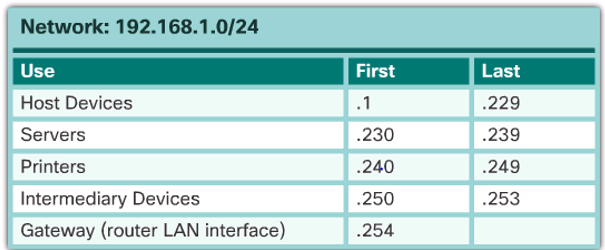 Network: 192.168.1.0/24
Use First Last
Host Devices .1 .229
Servers .230 .239
Printers .240 .249
Intermediary Devices .250 .253
Gateway (router LAN interface) .254